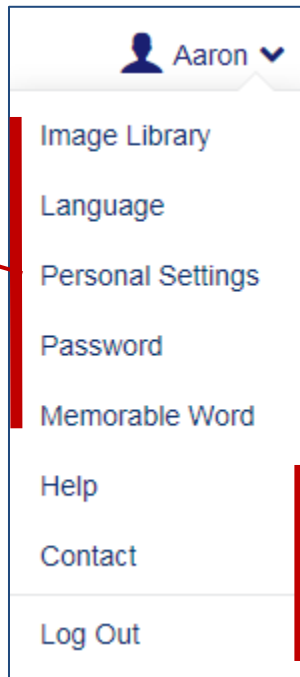 Aaron
Image Library
Language
Personal Settings
Password
Memorable Word
Help
Contact
Log Out